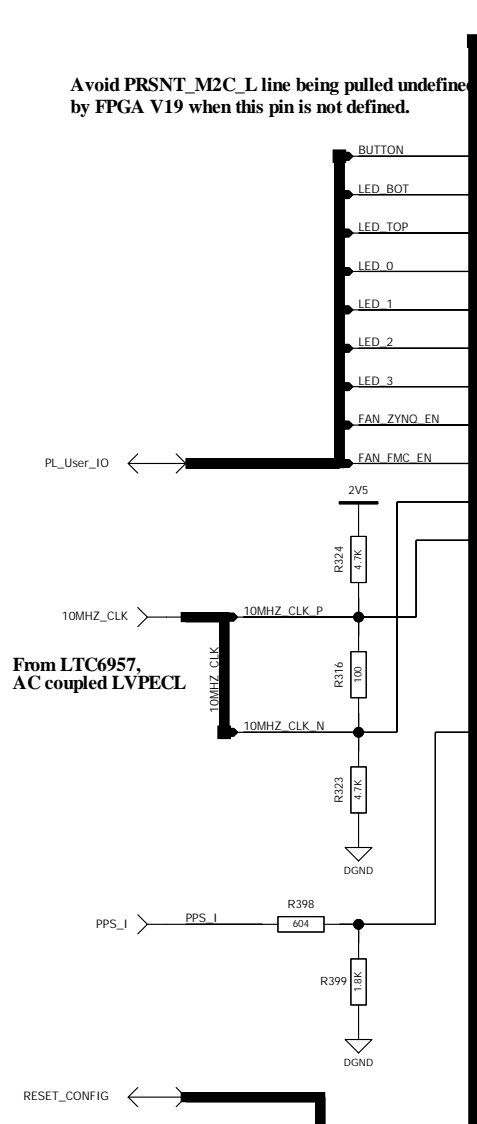 Avoid PRSNT_M2C_L line being pulled undefine
by FPGA V19 when this pin is not defined.
BUTTON
LED_BOT
LED_TOP
LED_0
LED_1
LED_2
LED_3
FAN_ZYNQ_EN
PL_User_IO
FAN_FMC_EN
2V5
R324
4.7K
10MHZ_CLK
10MHZ_CLK_P
From LTC6957,
AC coupled LVPECL
10MHZ_CLK
R316
100
10MHZ_CLK_N
R323
4.7K
DGND
R398
PPS_I
PPS_I
604
R399
1.8K
DGND
RESET_CONFIG